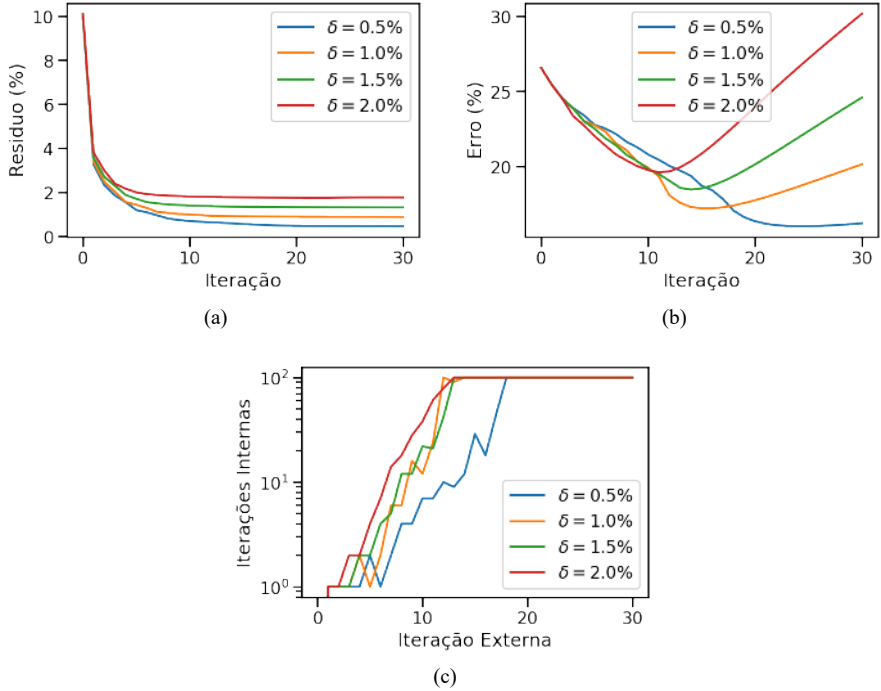 10
8
6
4
2
0
Resíduo (%)
0
10
20
30
Iteração
δ = 0.5%
δ = 1.0%
δ = 1.5%
δ = 2.0%
(a)
30
25
20
Erro (%)
0
10
20
30
Iteração
δ = 0.5%
δ = 1.0%
δ = 1.5%
δ = 2.0%
(b)
10²
10¹
10⁰
Iterações Internas
0
10
20
30
Iteração Externa
δ = 0.5%
δ = 1.0%
δ = 1.5%
δ = 2.0%
(c)